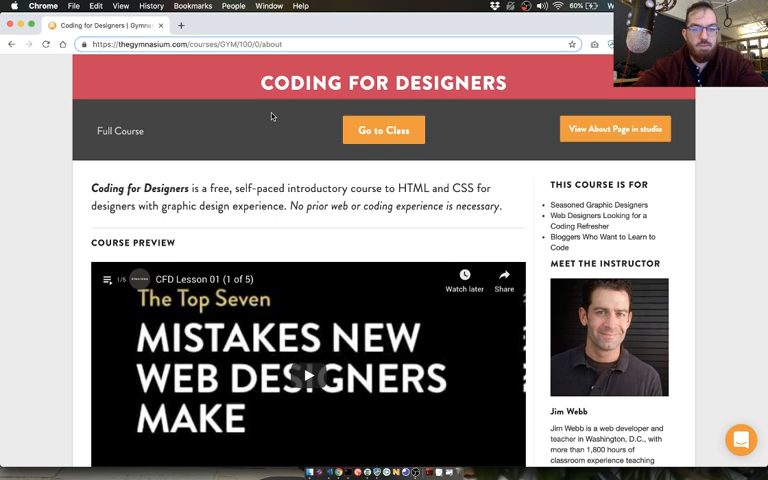 Chrome File Edit View History Bookmarks People Window Help
60%
Coding for Designers | Gymna
https://thegymnasium.com/courses/GYM/100/0/about
CODING FOR DESIGNERS
Full Course
Go to Class
View About Page in studio
Coding for Designers is a free, self-paced introductory course to HTML and CSS for
designers with graphic design experience. No prior web or coding experience is necessary.
COURSE PREVIEW
1/5
CFD Lesson 01 (1 of 5)
Watch later
Share
The Top Seven
MISTAKES NEW
WEB DESIGNERS
MAKE
THIS COURSE IS FOR
Seasoned Graphic Designers
Web Designers Looking for a
Coding Refresher
Bloggers Who Want to Learn to
Code
MEET THE INSTRUCTOR
Jim Webb
Jim Webb is a web developer and
teacher in Washington, D.C., with
more than 1,800 hours of
classroom experience teaching